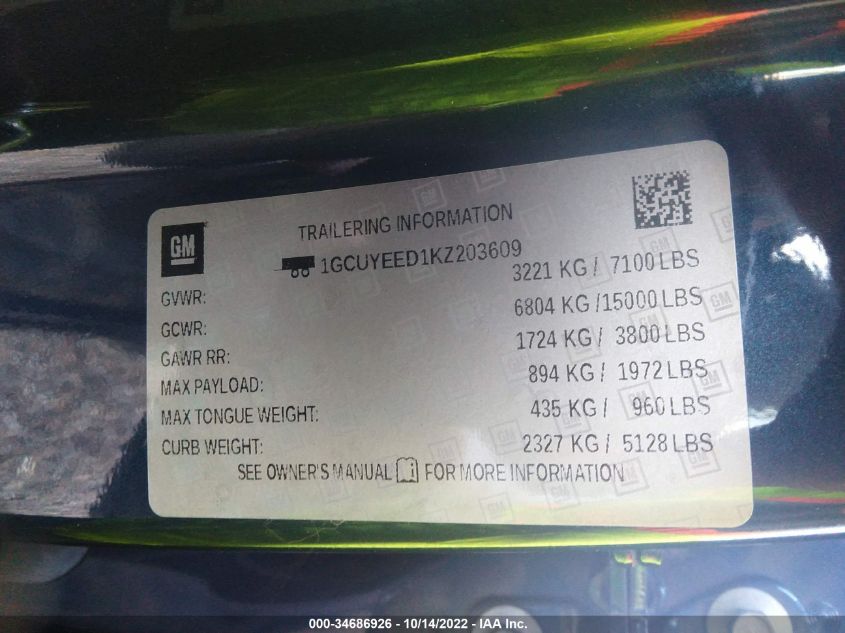 GM
TRAILERING INFORMATION
1GCUYEED1KZ203609
GVWR: 3221 KG / 7100 LBS
GCWR: 6804 KG /15000 LBS
GAWR RR: 1724 KG / 3800 LBS
MAX PAYLOAD: 894 KG / 1972 LBS
MAX TONGUE WEIGHT: 435 KG / 960 LBS
CURB WEIGHT: 2327 KG / 5128 LBS
SEE OWNER'S MANUAL FOR MORE INFORMATION
000-34686926 - 10/14/2022 - IAA Inc.